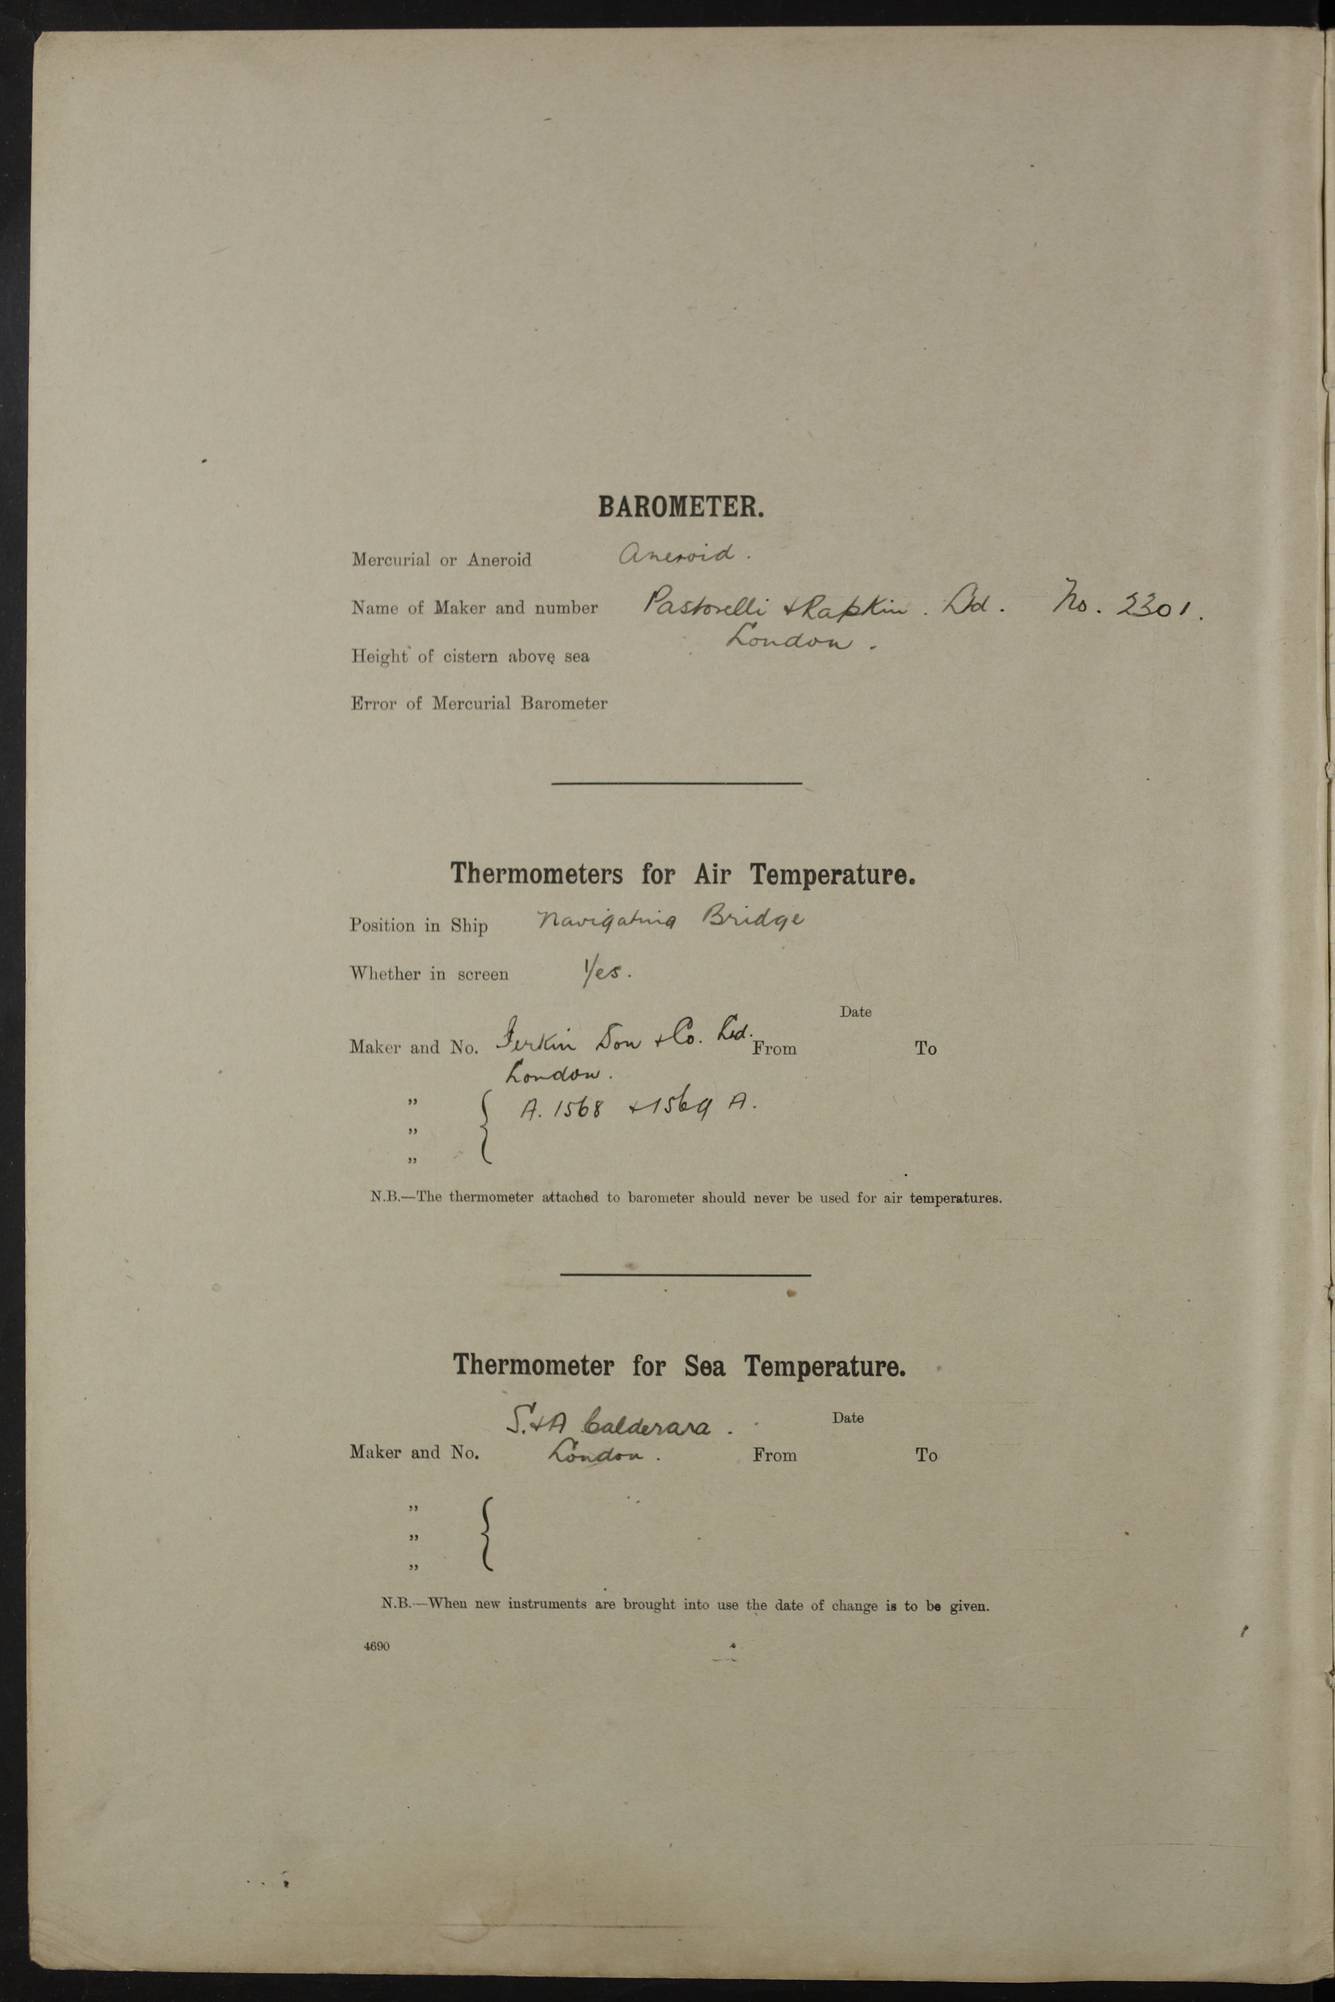 BAROMETER.
Mercurial or Aneroid Aneroid.
Name of Maker and number Pastorelli & Rapkin. Ld. No. 2301.
London.
Height of cistern above sea
Error of Mercurial Barometer
Thermometers for Air Temperature.
Position in Ship Navigating Bridge
Whether in screen Yes.
Date
Maker and No. Son & Co. Ltd. From To
London.
„ { A. 1568 & 1569 A.
„
„
N.B.—The thermometer attached to barometer should never be used for air temperatures.
Thermometer for Sea Temperature.
S. & A Calderara. Date
Maker and No. London. From To
„ {
„
„
N.B.—When new instruments are brought into use the date of change is to be given.
4690